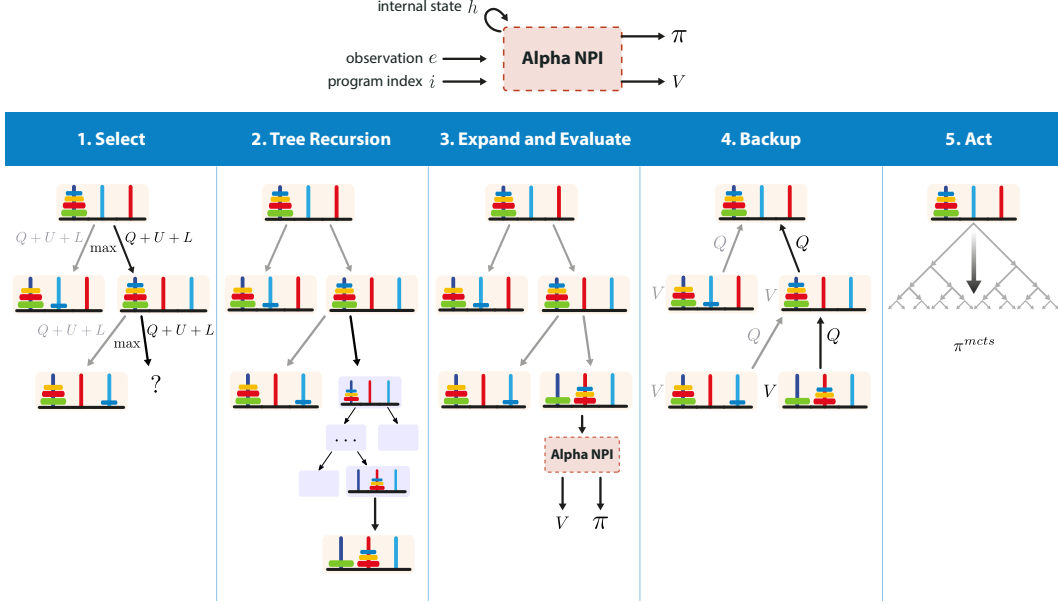 internal state h
observation e
program index i
Alpha NPI
π
V
1. Select
2. Tree Recursion
3. Expand and Evaluate
4. Backup
5. Act
Q + U + L
max
Q + U + L
Q + U + L
max
Q + U + L
?
...
Alpha NPI
V
π
Q
Q
V
V
Q
Q
V
V
π^{mcts}